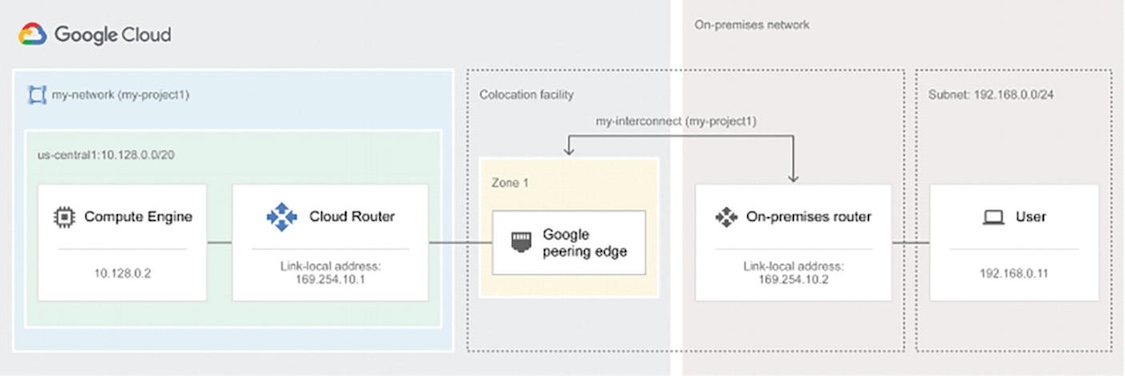 Google Cloud
On-premises network
my-network (my-project1)
Colocation facility
Subnet: 192.168.0.0/24
my-interconnect (my-project1)
us-central1:10.128.0.0/20
Zone 1
Compute Engine
10.128.0.2
Cloud Router
Link-local address:
169.254.10.1
Google
peering edge
On-premises router
Link-local address:
169.254.10.2
User
192.168.0.11